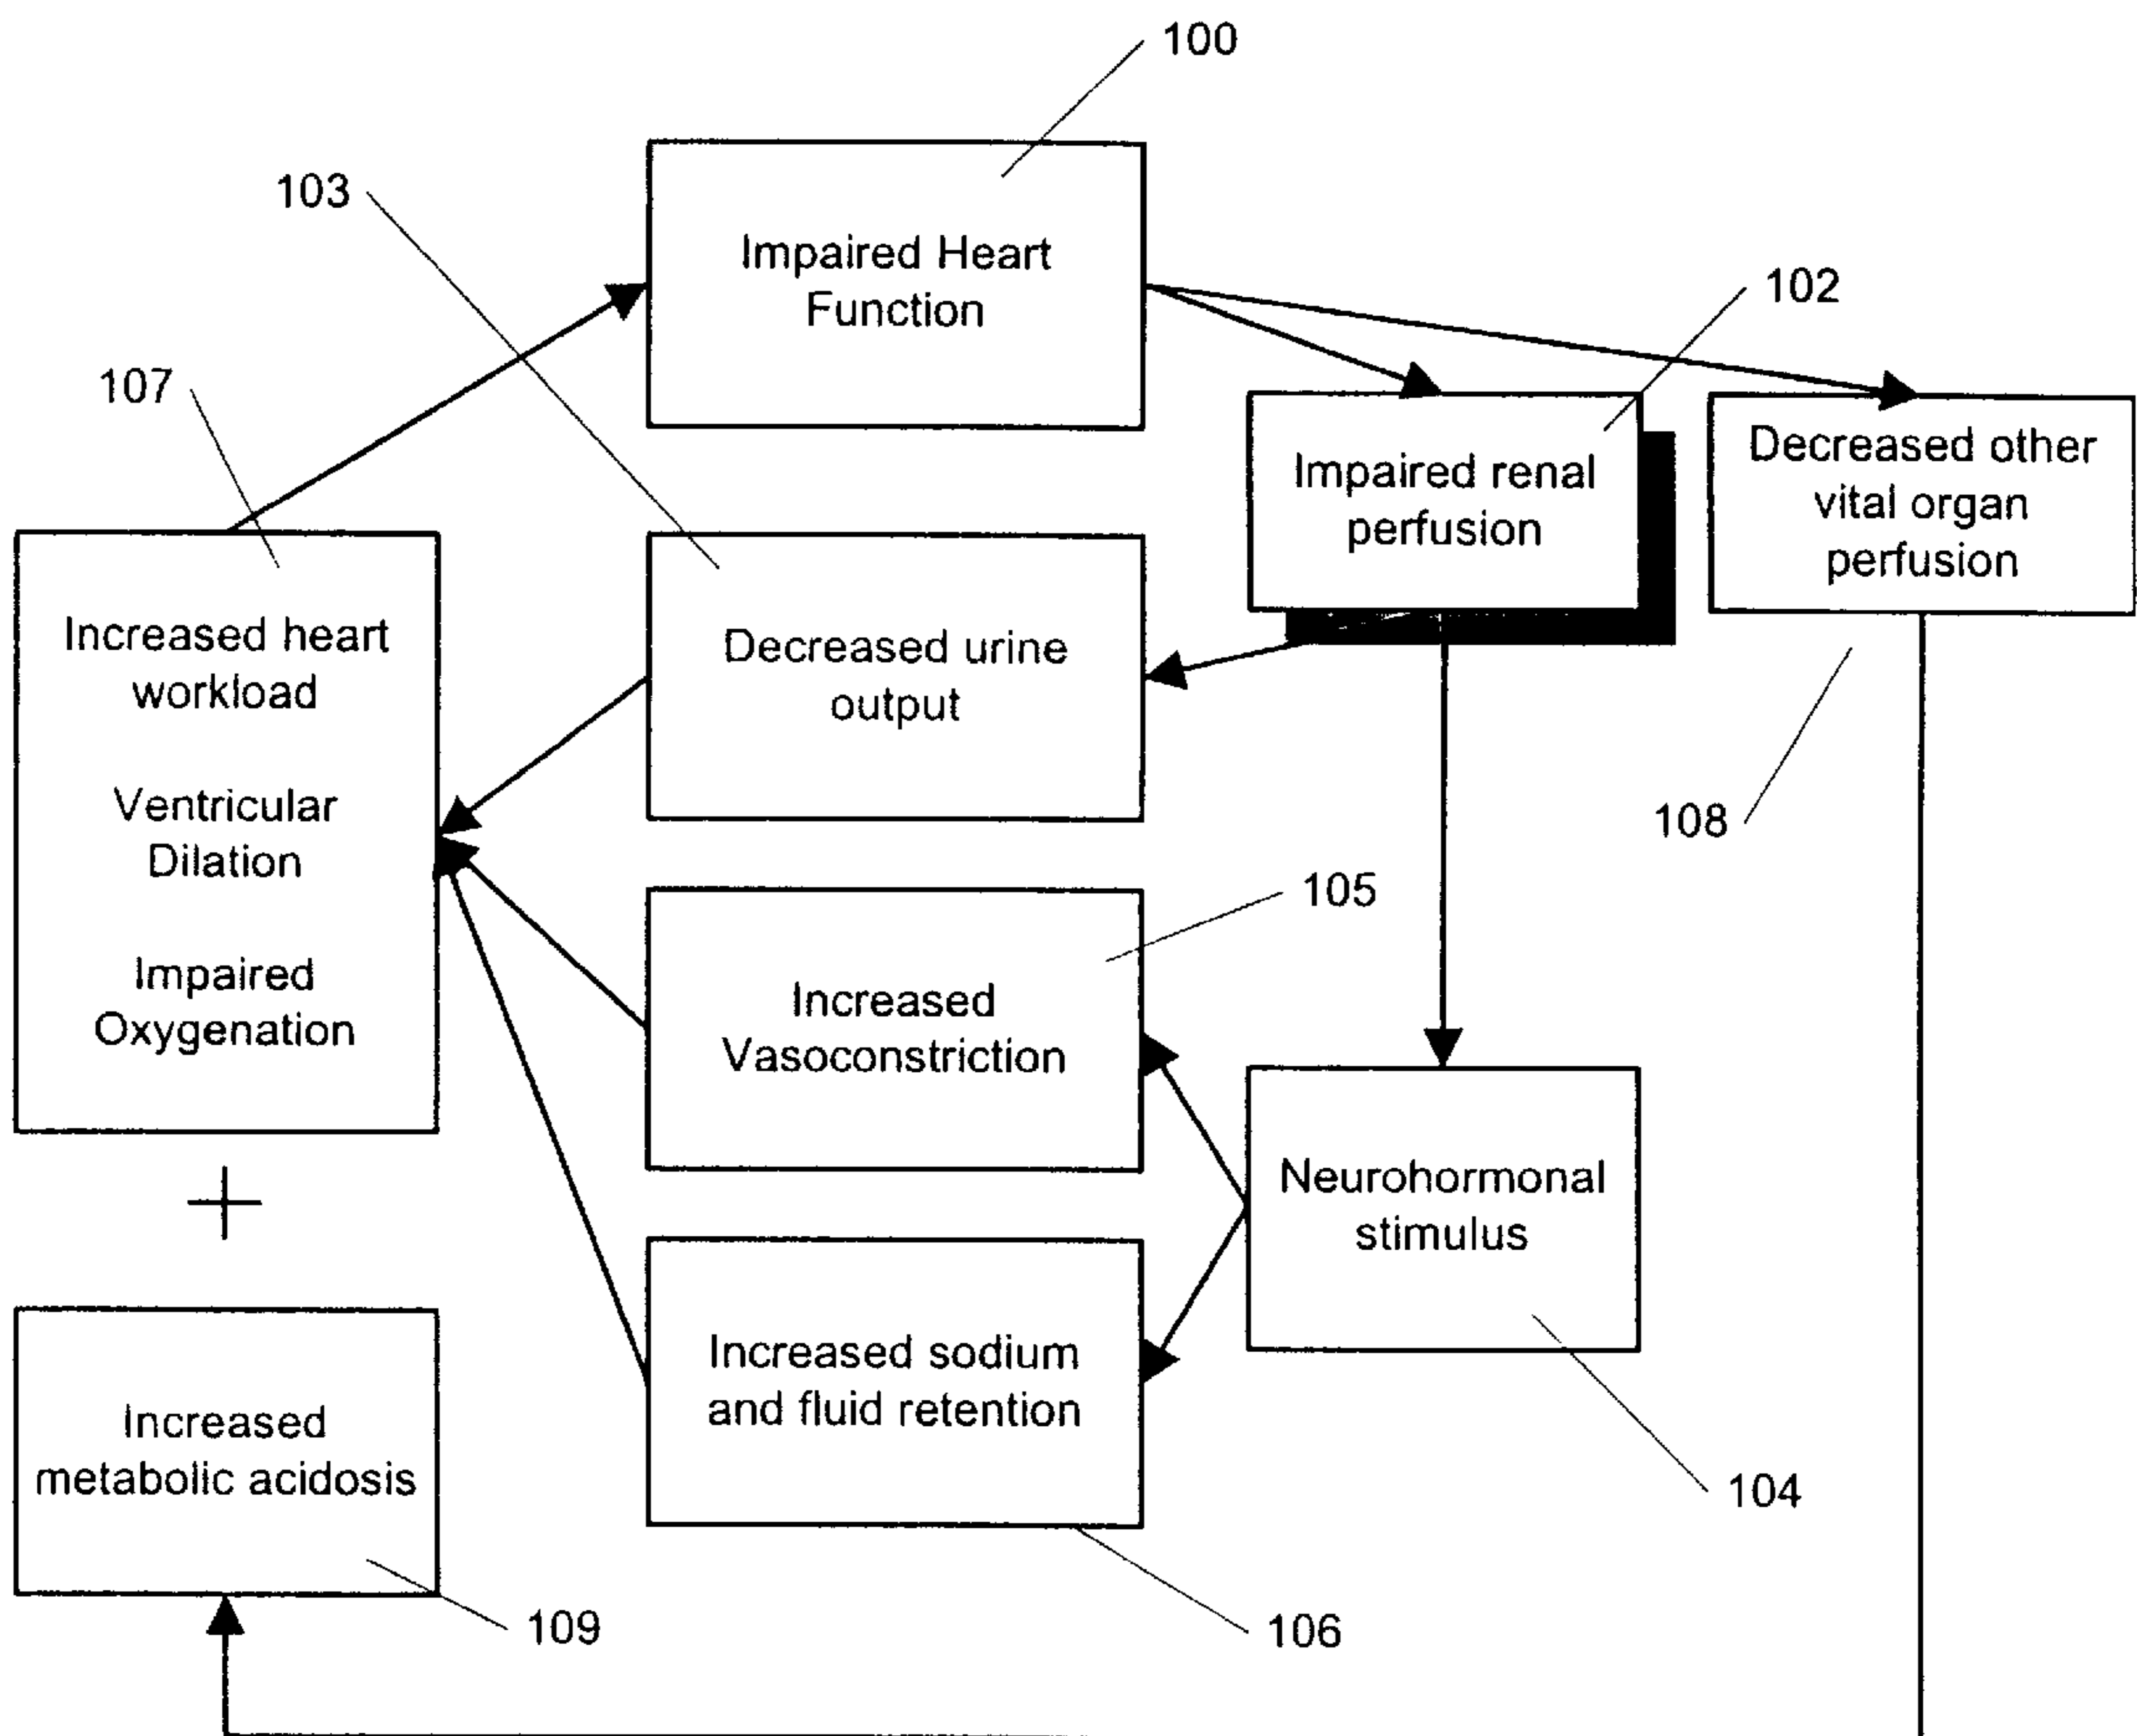 100
103
Impaired Heart
Function
102
107
Impaired renal
perfusion
Decreased other
vital organ
perfusion
Increased heart
workload
Ventricular
Dilation
Impaired
Oxygenation
Decreased urine
output
108
105
Increased
Vasoconstriction
Neurohormonal
stimulus
+
Increased sodium
and fluid retention
104
Increased
metabolic acidosis
109
106